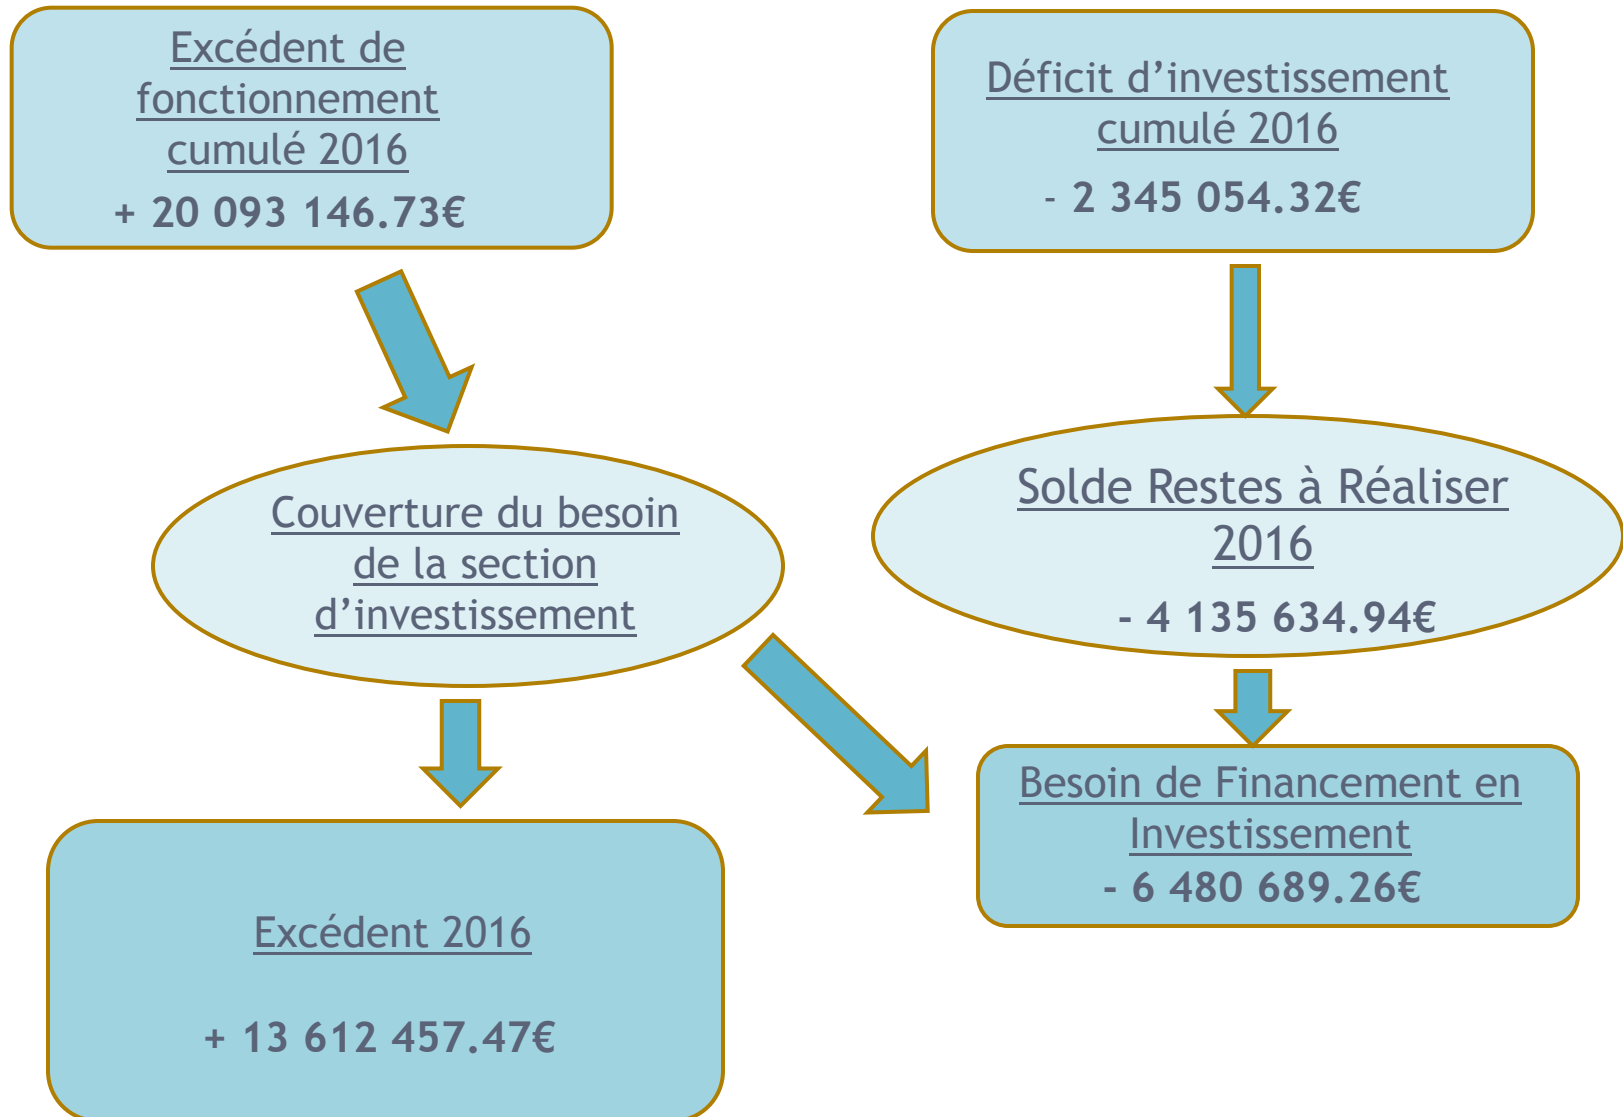 Excédent de
fonctionnement
cumulé 2016
+ 20 093 146.73€
Déficit d’investissement
cumulé 2016
- 2 345 054.32€
Couverture du besoin
de la section
d’investissement
Solde Restes à Réaliser
2016
- 4 135 634.94€
Besoin de Financement en
Investissement
- 6 480 689.26€
Excédent 2016
+ 13 612 457.47€